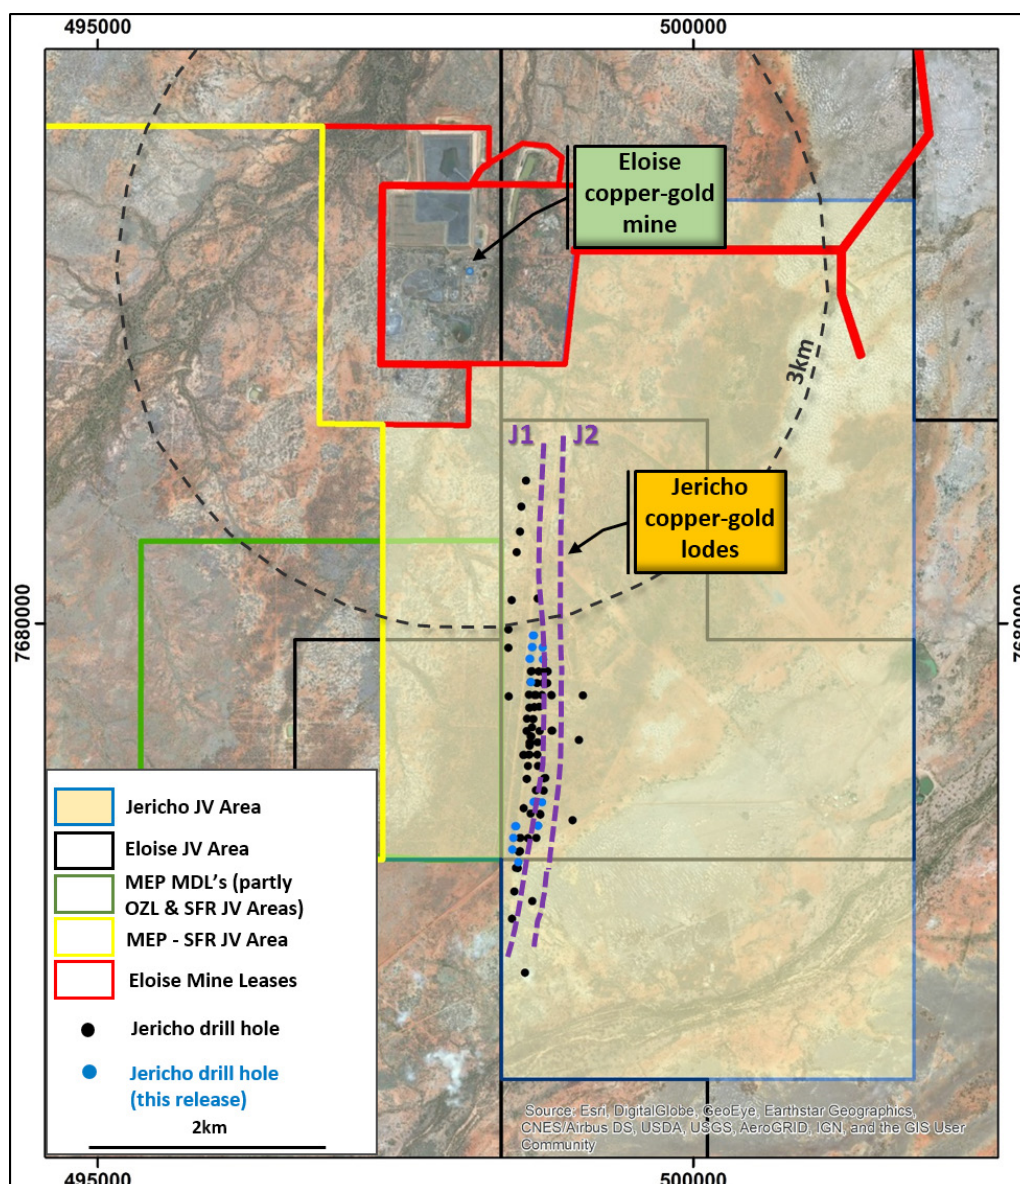 495000
500000
Eloise
copper-gold
mine
3km
J1
J2
Jericho
copper-gold
lodes
7680000
7680000
Jericho JV Area
Eloise JV Area
MEP MDL's (partly
OZL & SFR JV Areas)
MEP - SFR JV Area
Eloise Mine Leases
Jericho drill hole
Jericho drill hole
(this release)
2km
Source: Esri, DigitalGlobe, GeoEye, Earthstar Geographics,
CNES/Airbus DS, USDA, USGS, AeroGRID, IGN, and the GIS User
Community
495000
500000